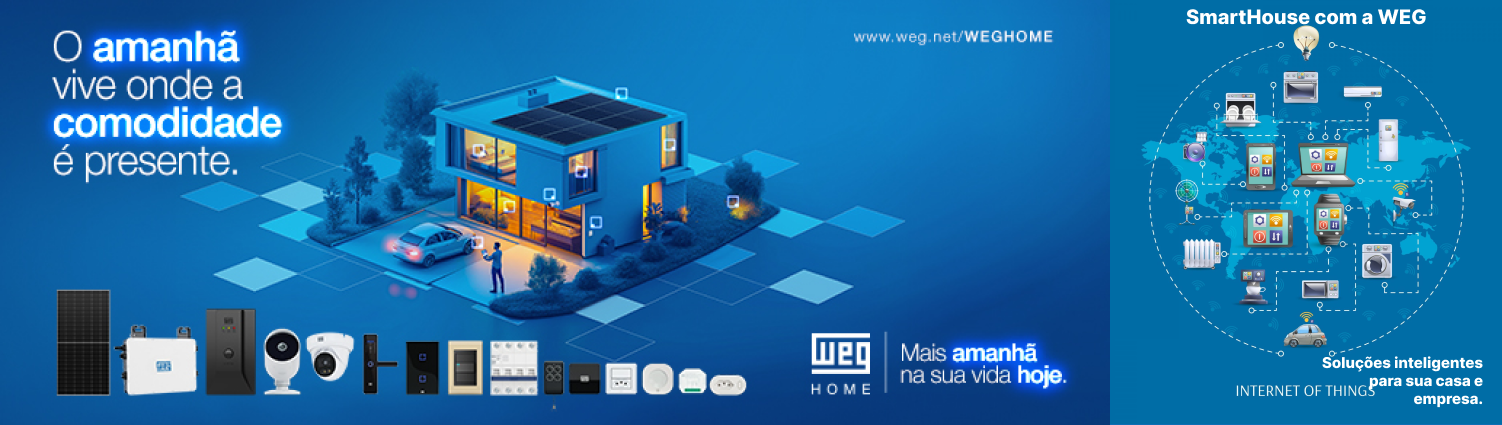 O amanhã
vive onde a
comodidade
é presente.
www.weg.net/WEGHOME
weg
HOME
Mais amanhã
na sua vida hoje.
SmartHouse com a WEG
Soluções inteligentes
para sua casa e
empresa.
INTERNET OF THINGS